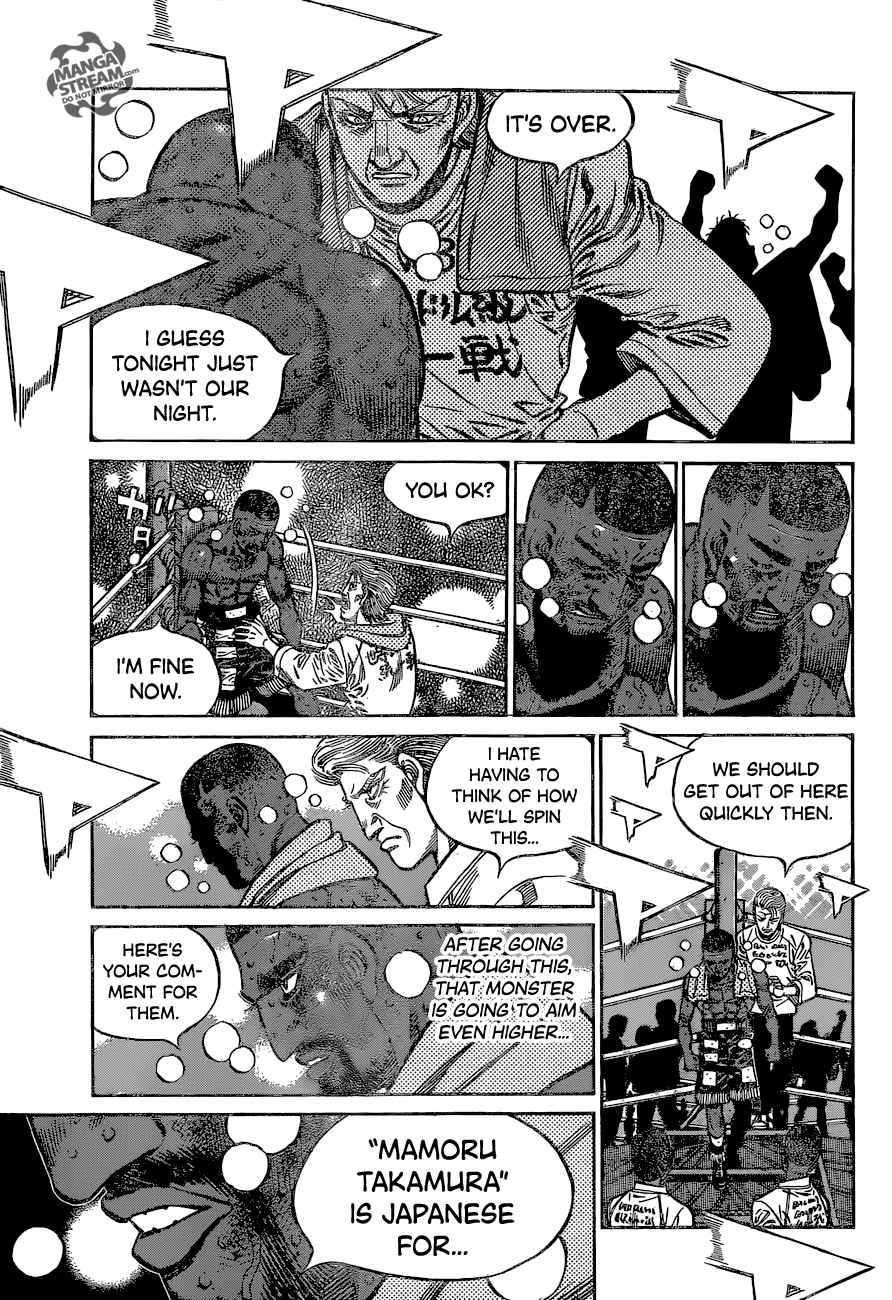 MANGA
STREAM.com
DO NOT MIRROR
IT'S OVER.
I GUESS
TONIGHT JUST
WASN'T OUR
NIGHT.
一戦
YOU OK?
I'M FINE
NOW.
WE SHOULD
GET OUT OF HERE
QUICKLY THEN.
I HATE
HAVING TO
THINK OF HOW
WE'LL SPIN
THIS...
AFTER GOING
THROUGH THIS,
THAT MONSTER
IS GOING TO AIM
EVEN HIGHER...
HERE'S
YOUR COM-
MENT FOR
THEM.
"MAMORU
TAKAMURA"
IS JAPANESE
FOR...